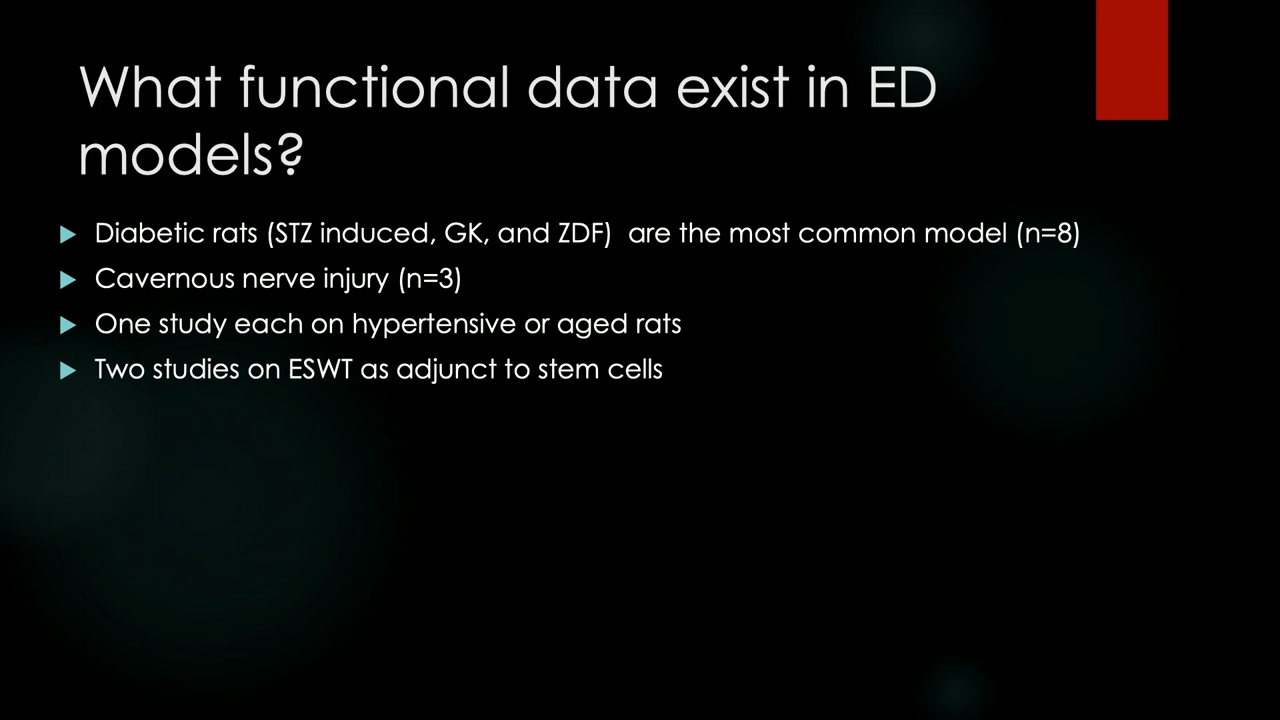 What functional data exist in ED
models?
Diabetic rats (STZ induced, GK, and ZDF)  are the most common model (n=8)
Cavernous nerve injury (n=3)
One study each on hypertensive or aged rats
Two studies on ESWT as adjunct to stem cells